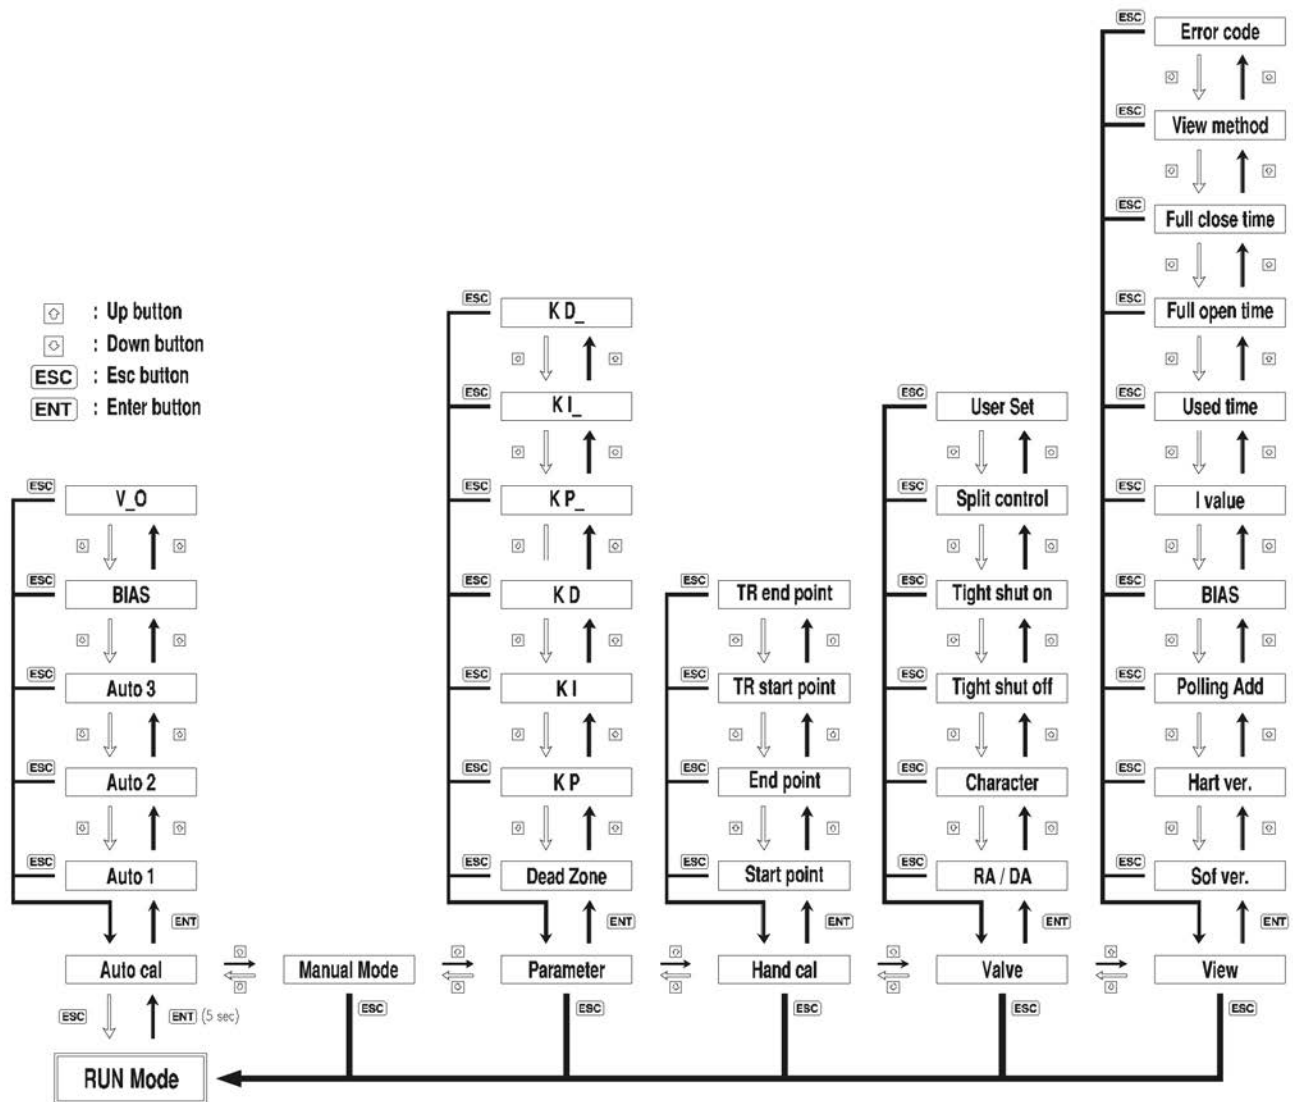 ESC Error code
ESC View method
ESC Full close time
: Up button
ESC K D_
ESC Full open time
: Down button
ESC : Esc button
ENT : Enter button
ESC K I_
ESC User Set
ESC Used time
ESC V_O
ESC K P_
ESC Split control
ESC I value
ESC BIAS
ESC K D
ESC TR end point
ESC Tight shut on
ESC BIAS
ESC Auto 3
ESC K I
ESC TR start point
ESC Tight shut off
ESC Polling Add
ESC Auto 2
ESC K P
ESC End point
ESC Character
ESC Hart ver.
ESC Auto 1
ESC Dead Zone
ESC Start point
ESC RA / DA
ESC Sof ver.
ENT
ENT
ENT
ENT
ENT
Auto cal
Manual Mode
Parameter
Hand cal
Valve
View
ESC
ENT (5 sec)
ESC
ESC
ESC
ESC
ESC
RUN Mode